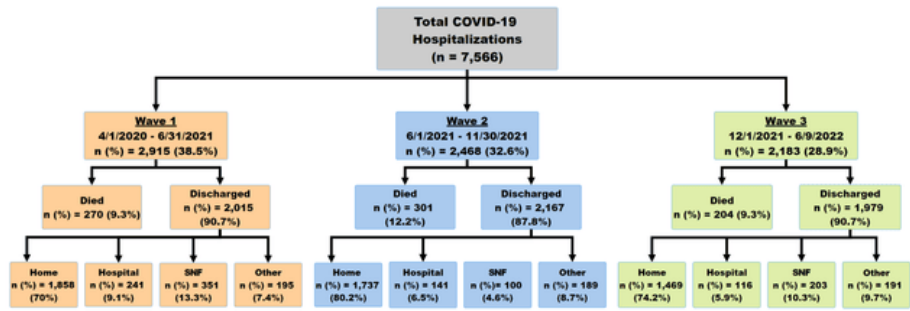 Total COVID-19
Hospitalizations
(n = 7,566)
Wave 1
4/1/2020 - 6/31/2021
n (%) = 2,915 (38.5%)
Wave 2
6/1/2021 - 11/30/2021
n (%) = 2,468 (32.6%)
Wave 3
12/1/2021 - 6/9/2022
n (%) = 2,183 (28.9%)
Died
n (%) = 270 (9.3%)
Discharged
n (%) = 2,015
(90.7%)
Died
n (%) = 301
(12.2%)
Discharged
n (%) = 2,167
(87.8%)
Died
n (%) = 204 (9.3%)
Discharged
n (%) = 1,979
(90.7%)
Home
n (%) = 1,858
(70%)
Hospital
n (%) = 241
(9.1%)
SNF
n (%) = 351
(13.3%)
Other
n (%) = 195
(7.4%)
Home
n (%) = 1,737
(80.2%)
Hospital
n (%) = 141
(6.5%)
SNF
n (%)= 100
(4.6%)
Other
n (%) = 189
(8.7%)
Home
n (%) = 1,469
(74.2%)
Hospital
n (%) = 116
(5.9%)
SNF
n (%) = 203
(10.3%)
Other
n (%) = 191
(9.7%)